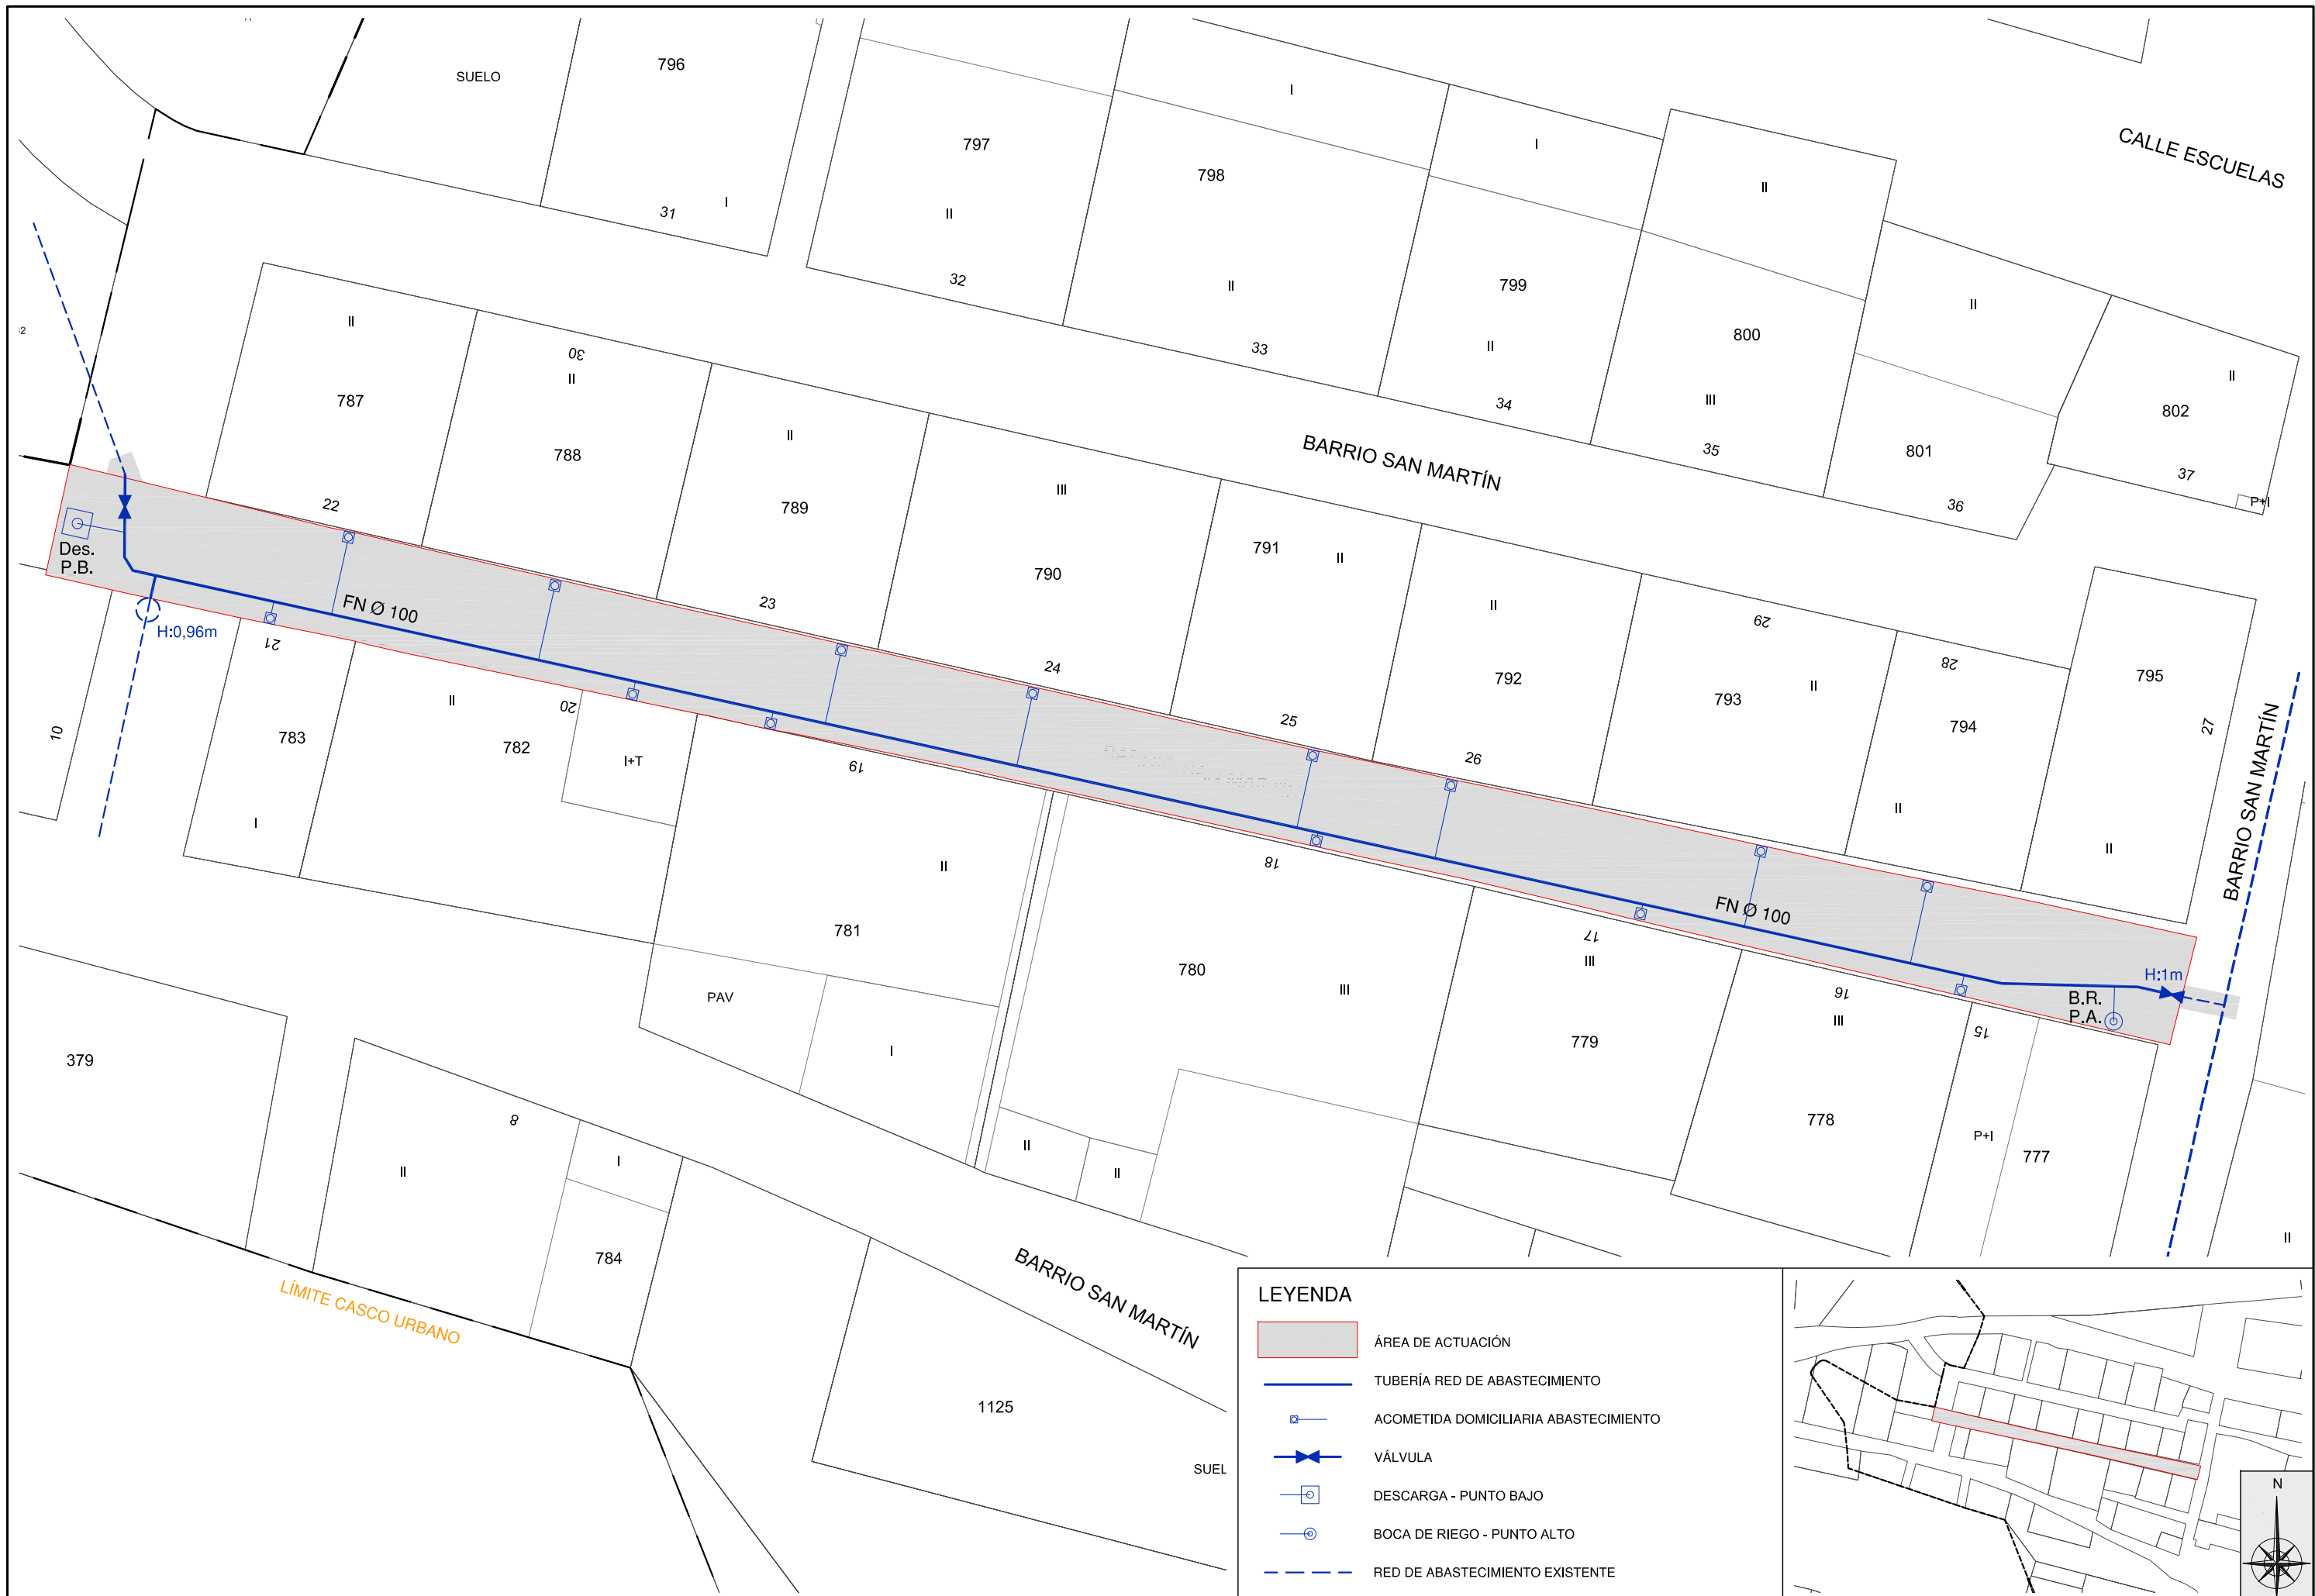 SUELO
796
31
I
797
II
32
I
798
II
33
I
799
II
34
II
800
III
35
CALLE ESCUELAS
II
801
36
II
802
37
P+I
BARRIO SAN MARTÍN
II
787
22
30
II
788
II
789
23
III
790
24
791
II
25
II
792
26
29
793
II
28
794
II
795
27
II
BARRIO SAN MARTÍN
Des.
P.B.
H:0,96m
FN Ø 100
FN Ø 100
H:1m
B.R.
P.A.
10
21
783
I
II
782
20
I+T
19
II
781
PAV
I
18
780
III
II
II
17
III
779
16
III
778
15
P+I
777
II
379
8
II
I
784
LÍMITE CASCO URBANO
BARRIO SAN MARTÍN
1125
SUEL
LEYENDA
ÁREA DE ACTUACIÓN
TUBERÍA RED DE ABASTECIMIENTO
ACOMETIDA DOMICILIARIA ABASTECIMIENTO
VÁLVULA
DESCARGA - PUNTO BAJO
BOCA DE RIEGO - PUNTO ALTO
RED DE ABASTECIMIENTO EXISTENTE
N